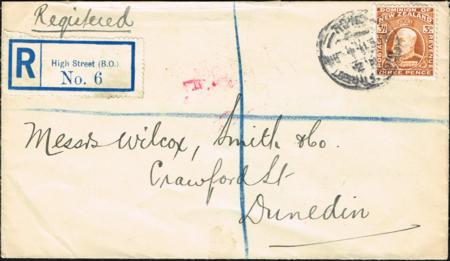 Registered
R
High Street (B.O.)
No. 6
DOMINION OF
NEW ZEALAND
THREE PENCE
Messrs Wilcox, Smith & Co.
Crawford St
Dunedin